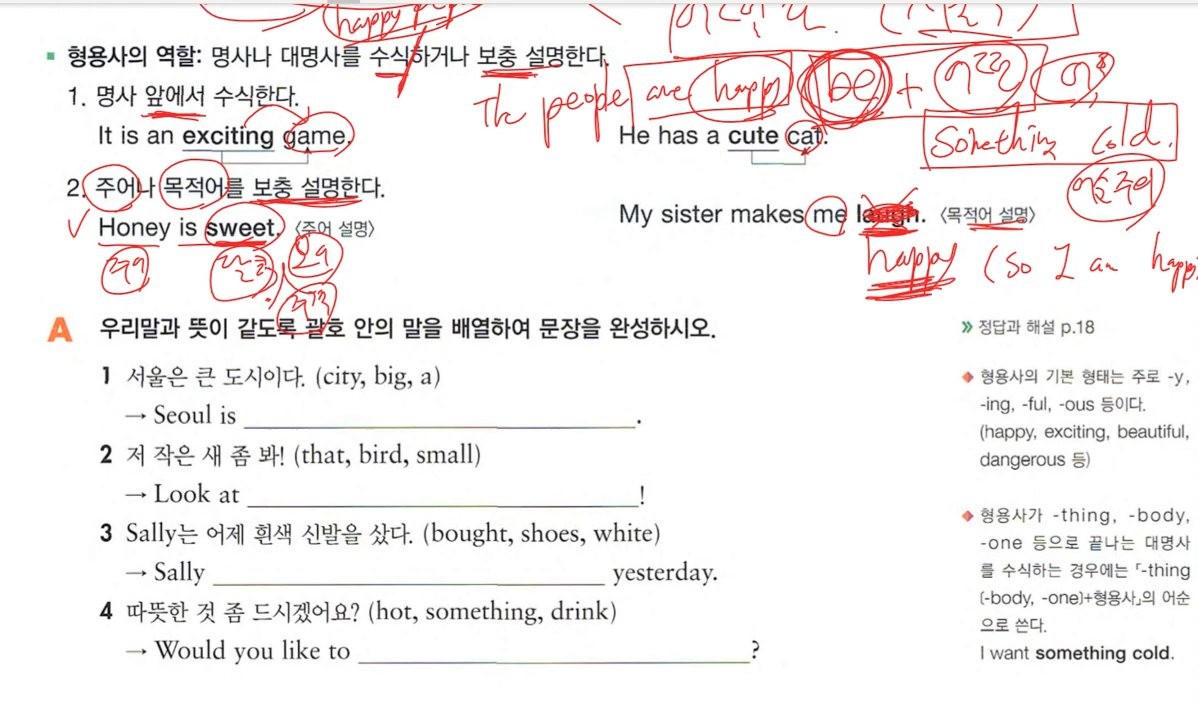 happy
■ 형용사의 역할: 명사나 대명사를 수식하거나 보충 설명한다.
The people are happy be +
1. 명사 앞에서 수식한다.
It is an exciting game.
He has a cute cat.
Something cold.
어순주의
2. 주어나 목적어를 보충 설명한다.
✓ Honey is sweet. 〈주어 설명〉
My sister makes me laugh. 〈목적어 설명〉
happy (so I am happy
A 우리말과 뜻이 같도록 괄호 안의 말을 배열하여 문장을 완성하시오.
1 서울은 큰 도시이다. (city, big, a)
→ Seoul is .
2 저 작은 새 좀 봐! (that, bird, small)
→ Look at !
3 Sally는 어제 흰색 신발을 샀다. (bought, shoes, white)
→ Sally yesterday.
4 따뜻한 것 좀 드시겠어요? (hot, something, drink)
→ Would you like to ?
» 정답과 해설 p.18
◆ 형용사의 기본 형태는 주로 -y,
-ing, -ful, -ous 등이다.
(happy, exciting, beautiful,
dangerous 등)
◆ 형용사가 -thing, -body,
-one 등으로 끝나는 대명사
를 수식하는 경우에는 「-thing
(-body, -one)+형용사」의 어순
으로 쓴다.
I want something cold.